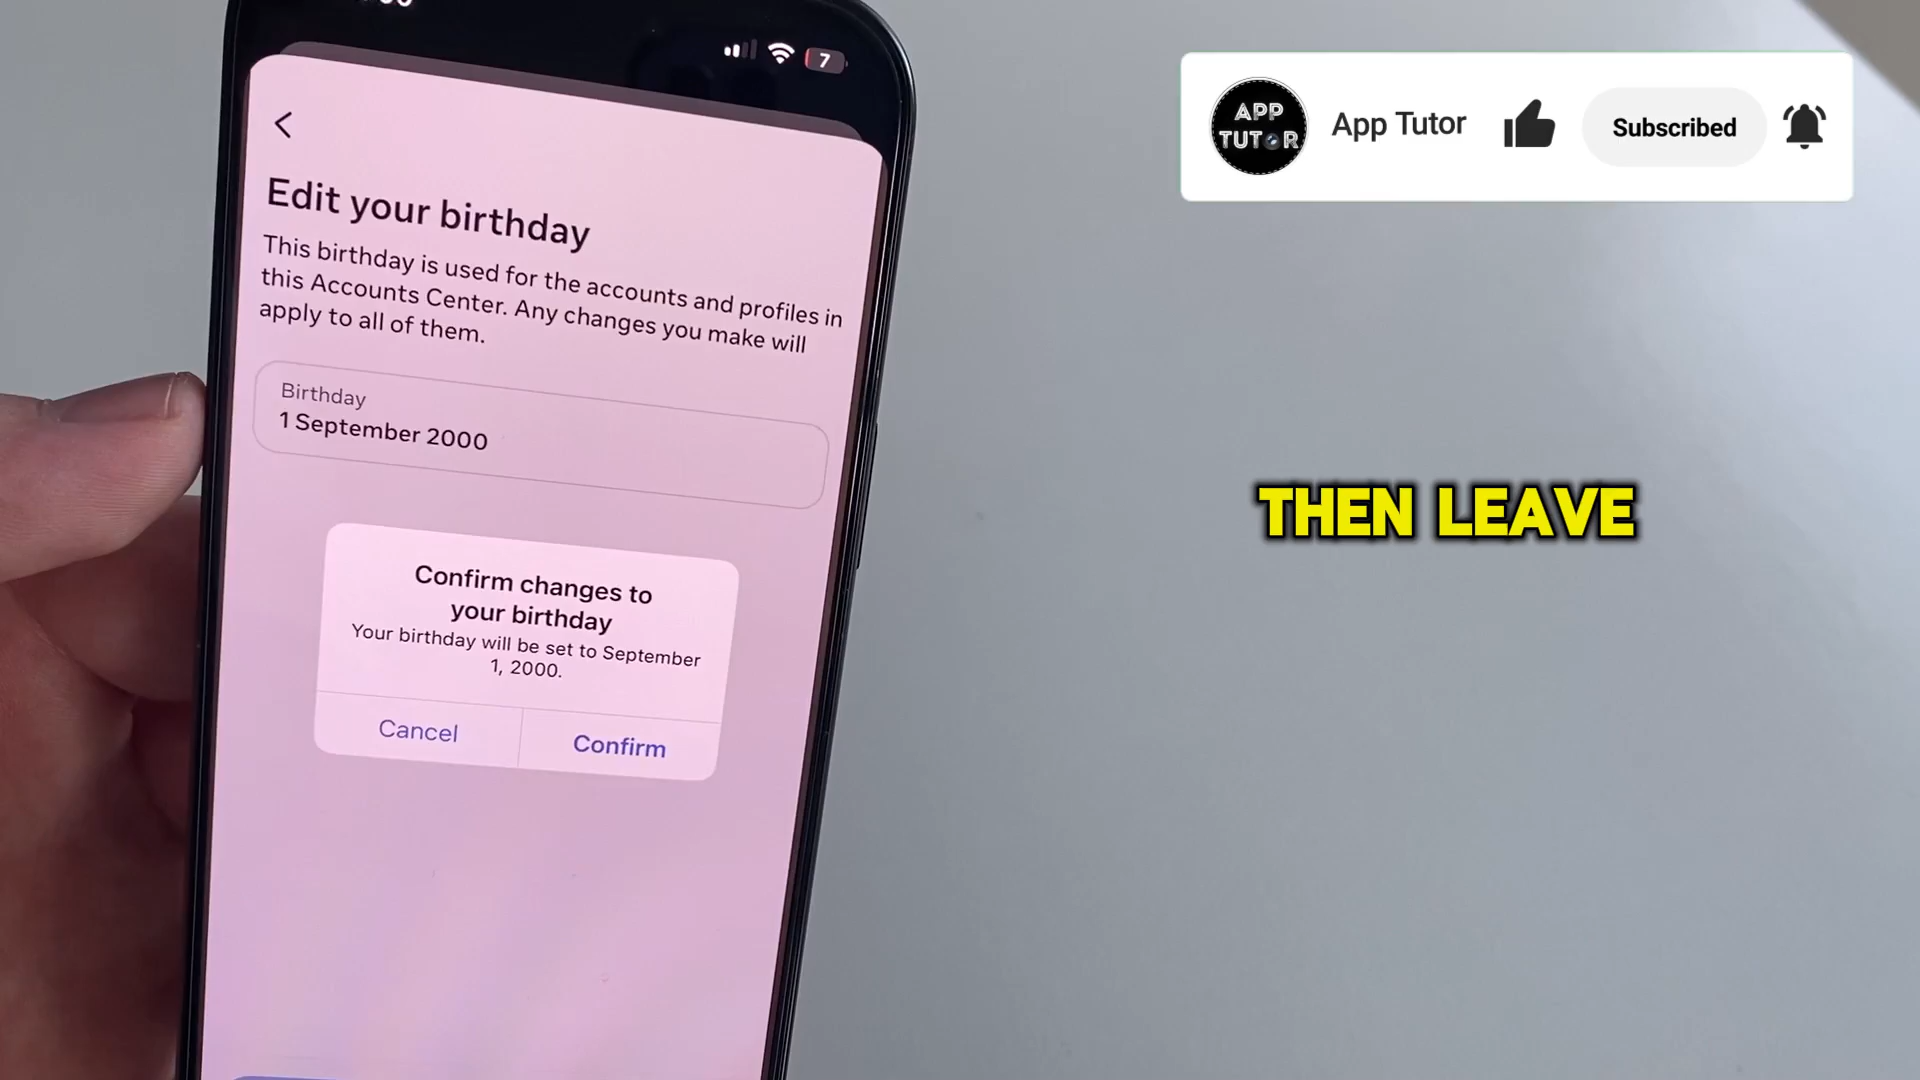 7
Edit your birthday
This birthday is used for the accounts and profiles in
this Accounts Center. Any changes you make will
apply to all of them.
Birthday
1 September 2000
Confirm changes to
your birthday
Your birthday will be set to September
1, 2000.
Cancel
Confirm
APP
TUTOR
App Tutor
Subscribed
THEN LEAVE